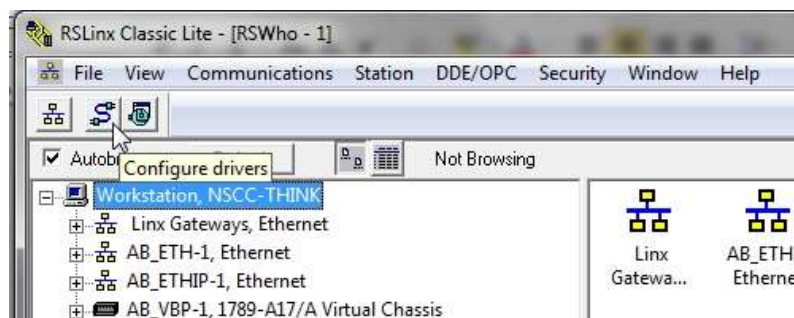 RSLinx Classic Lite - [RSWho - 1]
File View Communications Station DDE/OPC Security Window Help
Configure drivers
Not Browsing
Workstation, NSCC-THINK
Linx Gateways, Ethernet
AB_ETH-1, Ethernet
AB_ETHIP-1, Ethernet
AB_VBP-1, 1789-A17/A Virtual Chassis
Linx
Gatewa...
AB_ETH
Etherne